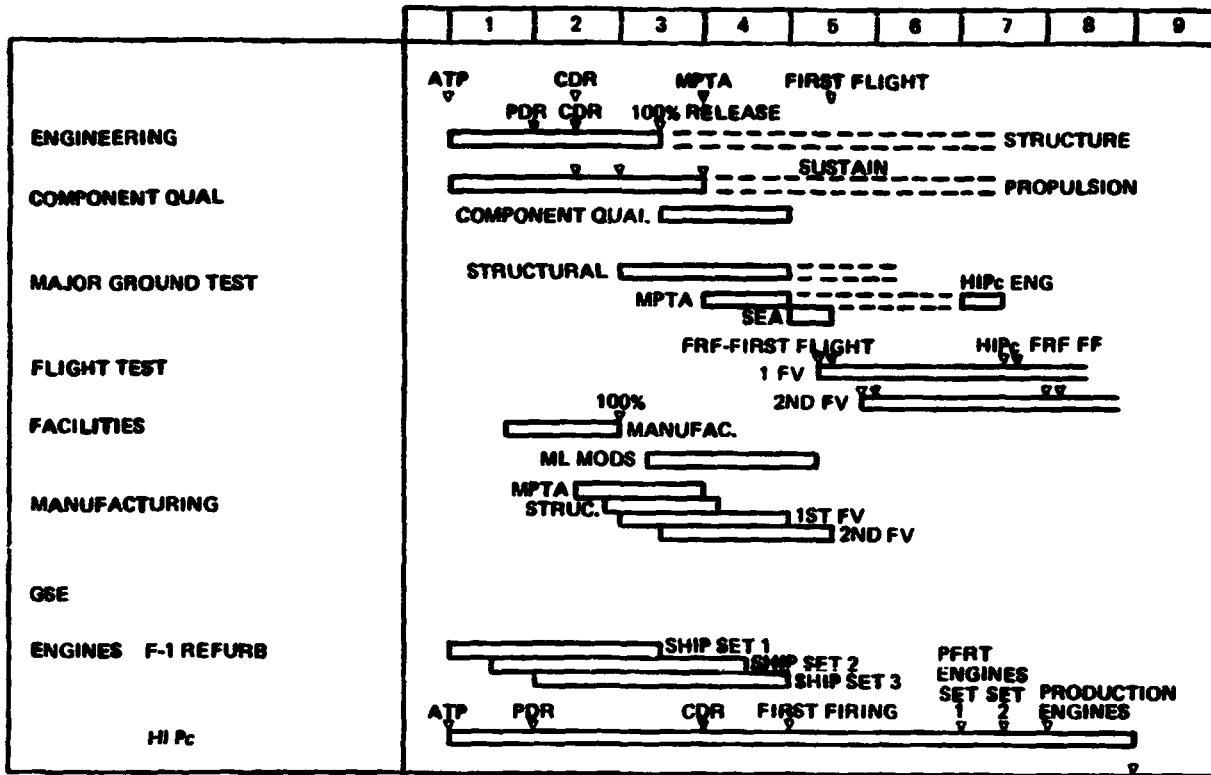 1 2 3 4 5 6 7 8 9
ATP CDR MPTA FIRST FLIGHT
PDR CDR 100% RELEASE
ENGINEERING STRUCTURE
SUSTAIN
COMPONENT QUAL PROPULSION
COMPONENT QUAL.
STRUCTURAL
MAJOR GROUND TEST HIPc ENG
MPTA
SEA
FRF-FIRST FLIGHT HIPc FRF FF
FLIGHT TEST 1 FV
2ND FV
100%
FACILITIES MANUFAC.
ML MODS
MPTA
MANUFACTURING STRUC. 1ST FV
2ND FV
GSE
ENGINES F-1 REFURB SHIP SET 1
SHIP SET 2
SHIP SET 3
PFRT
ENGINES
SET SET PRODUCTION
1 2 ENGINES
ATP PDR CDR FIRST FIRING
HI Pc